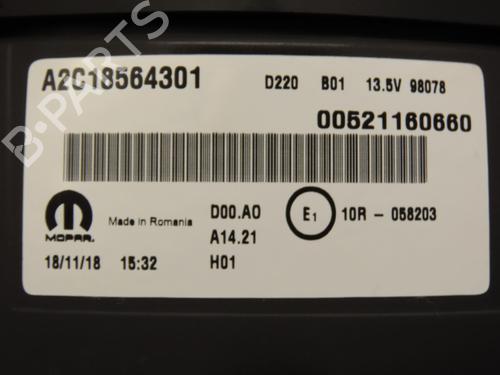 A2C18564301 D220 B01 13.5V 98078
00521160660
MOPAR. Made in Romania D00.A0 E1 10R - 058203
A14.21
18/11/18 15:32 H01
B-PARTS